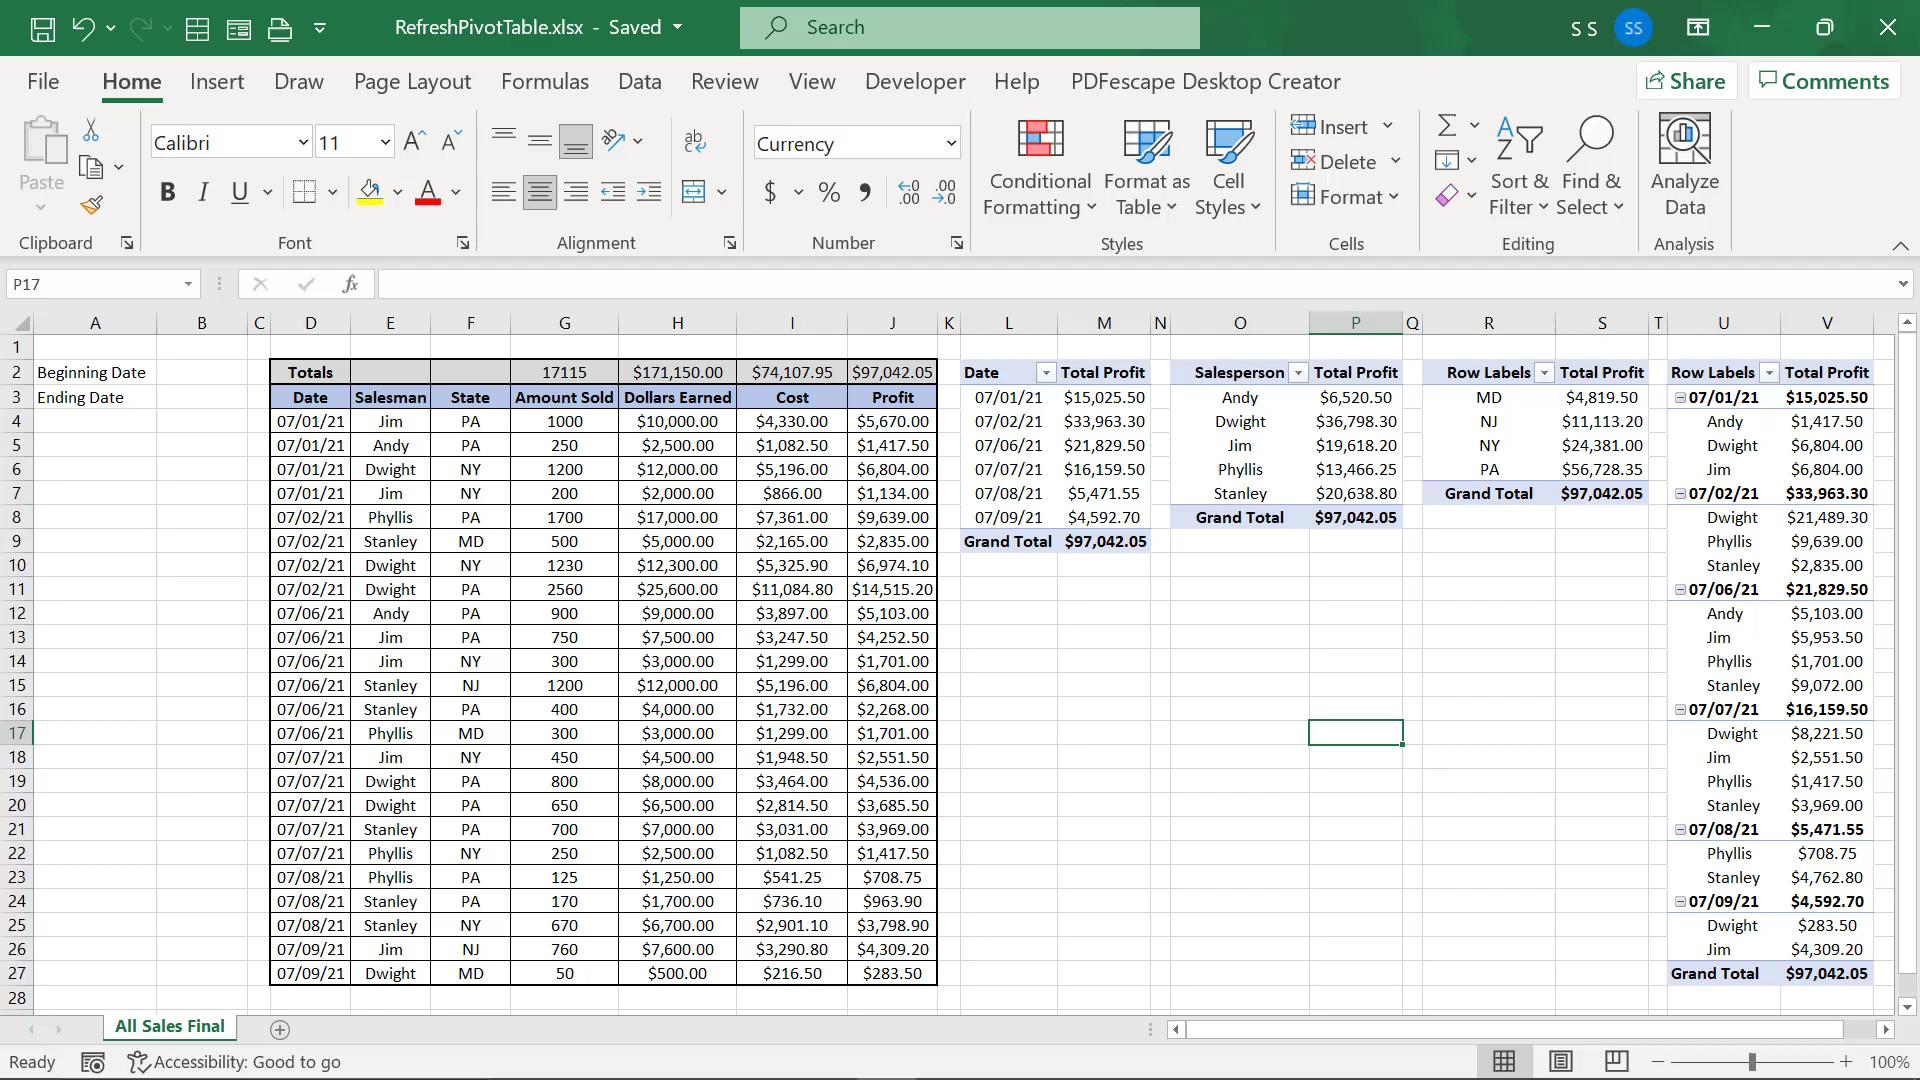 RefreshPivotTable.xlsx - Saved
Search
S S
SS
File Home Insert Draw Page Layout Formulas Data Review View Developer Help PDFescape Desktop Creator
Share
Comments
Paste
Clipboard
Calibri 11
B I U
Font
ab
Alignment
Currency
$ %
Number
Conditional Formatting
Format as Table
Cell Styles
Styles
Insert
Delete
Format
Cells
Sort & Filter
Find & Select
Editing
Analyze Data
Analysis
P17
fx
A B C D E F G H I J K L M N O P Q R S T U V
1
2 Beginning Date Totals 17115 $171,150.00 $74,107.95 $97,042.05 Date Total Profit Salesperson Total Profit Row Labels Total Profit Row Labels Total Profit
3 Ending Date Date Salesman State Amount Sold Dollars Earned Cost Profit 07/01/21 $15,025.50 Andy $6,520.50 MD $4,819.50 07/01/21 $15,025.50
4 07/01/21 Jim PA 1000 $10,000.00 $4,330.00 $5,670.00 07/02/21 $33,963.30 Dwight $36,798.30 NJ $11,113.20 Andy $1,417.50
5 07/01/21 Andy PA 250 $2,500.00 $1,082.50 $1,417.50 07/06/21 $21,829.50 Jim $19,618.20 NY $24,381.00 Dwight $6,804.00
6 07/01/21 Dwight NY 1200 $12,000.00 $5,196.00 $6,804.00 07/07/21 $16,159.50 Phyllis $13,466.25 PA $56,728.35 Jim $6,804.00
7 07/01/21 Jim NY 200 $2,000.00 $866.00 $1,134.00 07/08/21 $5,471.55 Stanley $20,638.80 Grand Total $97,042.05 07/02/21 $33,963.30
8 07/02/21 Phyllis PA 1700 $17,000.00 $7,361.00 $9,639.00 07/09/21 $4,592.70 Grand Total $97,042.05 Dwight $21,489.30
9 07/02/21 Stanley MD 500 $5,000.00 $2,165.00 $2,835.00 Grand Total $97,042.05 Phyllis $9,639.00
10 07/02/21 Dwight NY 1230 $12,300.00 $5,325.90 $6,974.10 Stanley $2,835.00
11 07/02/21 Dwight PA 2560 $25,600.00 $11,084.80 $14,515.20 07/06/21 $21,829.50
12 07/06/21 Andy PA 900 $9,000.00 $3,897.00 $5,103.00 Andy $5,103.00
13 07/06/21 Jim PA 750 $7,500.00 $3,247.50 $4,252.50 Jim $5,953.50
14 07/06/21 Jim NY 300 $3,000.00 $1,299.00 $1,701.00 Phyllis $1,701.00
15 07/06/21 Stanley NJ 1200 $12,000.00 $5,196.00 $6,804.00 Stanley $9,072.00
16 07/06/21 Stanley PA 400 $4,000.00 $1,732.00 $2,268.00 07/07/21 $16,159.50
17 07/06/21 Phyllis MD 300 $3,000.00 $1,299.00 $1,701.00 Dwight $8,221.50
18 07/07/21 Jim NY 450 $4,500.00 $1,948.50 $2,551.50 Jim $2,551.50
19 07/07/21 Dwight PA 800 $8,000.00 $3,464.00 $4,536.00 Phyllis $1,417.50
20 07/07/21 Dwight PA 650 $6,500.00 $2,814.50 $3,685.50 Stanley $3,969.00
21 07/07/21 Stanley PA 700 $7,000.00 $3,031.00 $3,969.00 07/08/21 $5,471.55
22 07/07/21 Phyllis NY 250 $2,500.00 $1,082.50 $1,417.50 Phyllis $708.75
23 07/08/21 Phyllis PA 125 $1,250.00 $541.25 $708.75 Stanley $4,762.80
24 07/08/21 Stanley PA 170 $1,700.00 $736.10 $963.90 07/09/21 $4,592.70
25 07/08/21 Stanley NY 670 $6,700.00 $2,901.10 $3,798.90 Dwight $283.50
26 07/09/21 Jim NJ 760 $7,600.00 $3,290.80 $4,309.20 Jim $4,309.20
27 07/09/21 Dwight MD 50 $500.00 $216.50 $283.50 Grand Total $97,042.05
28
All Sales Final
Ready
Accessibility: Good to go
100%